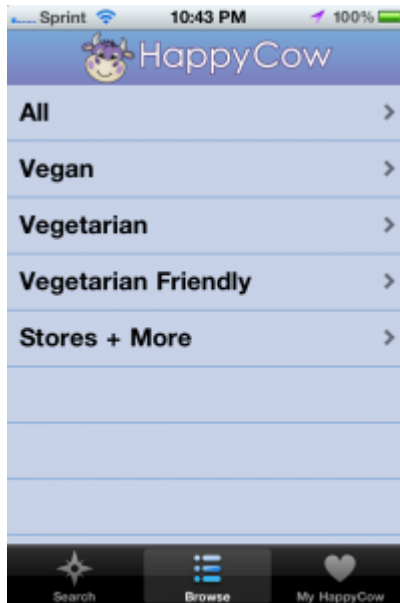 Sprint 10:43 PM 100%
HappyCow
All
Vegan
Vegetarian
Vegetarian Friendly
Stores + More
Search Browse My HappyCow